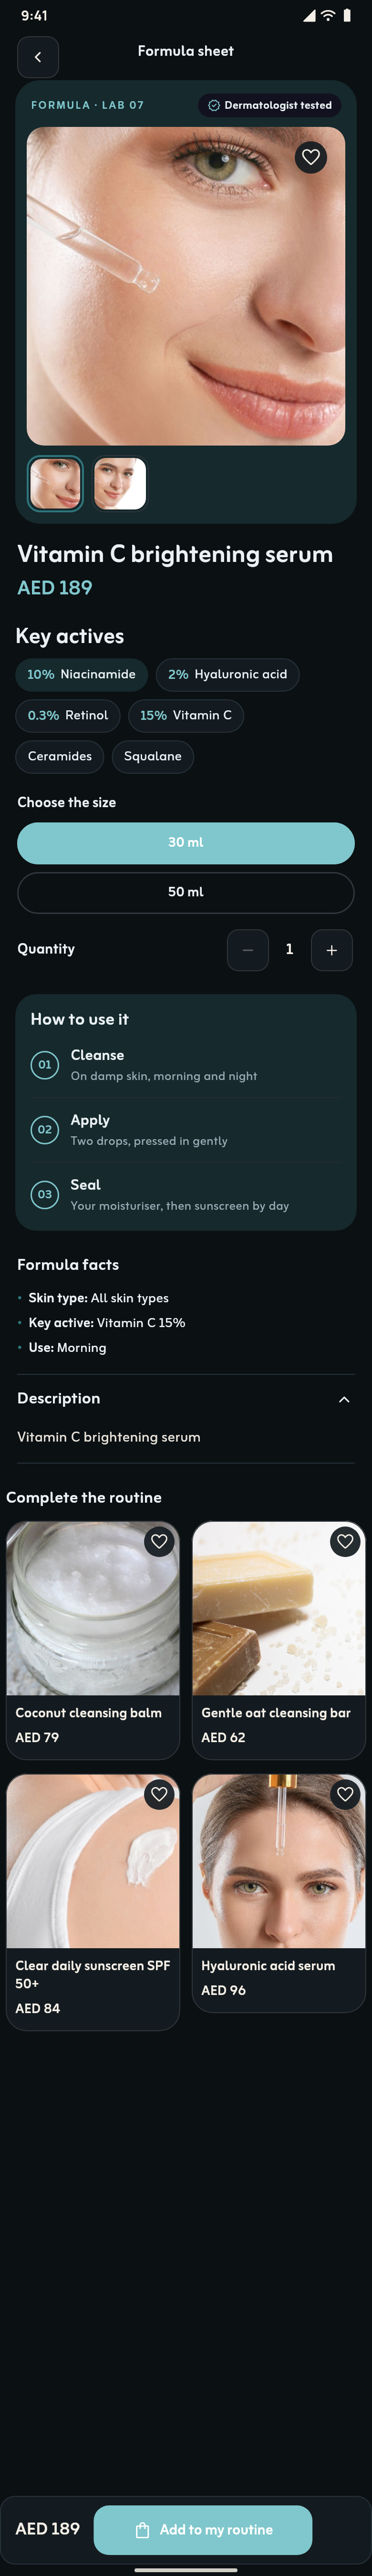 9:41
Formula sheet
FORMULA · LAB 07
Dermatologist tested
Vitamin C brightening serum
AED 189
Key actives
10% Niacinamide
2% Hyaluronic acid
0.3% Retinol
15% Vitamin C
Ceramides
Squalane
Choose the size
30 ml
50 ml
Quantity
1
How to use it
01
Cleanse
On damp skin, morning and night
02
Apply
Two drops, pressed in gently
03
Seal
Your moisturiser, then sunscreen by day
Formula facts
• Skin type: All skin types
• Key active: Vitamin C 15%
• Use: Morning
Description
Vitamin C brightening serum
Complete the routine
Coconut cleansing balm
AED 79
Gentle oat cleansing bar
AED 62
Clear daily sunscreen SPF
50+
AED 84
Hyaluronic acid serum
AED 96
AED 189
Add to my routine